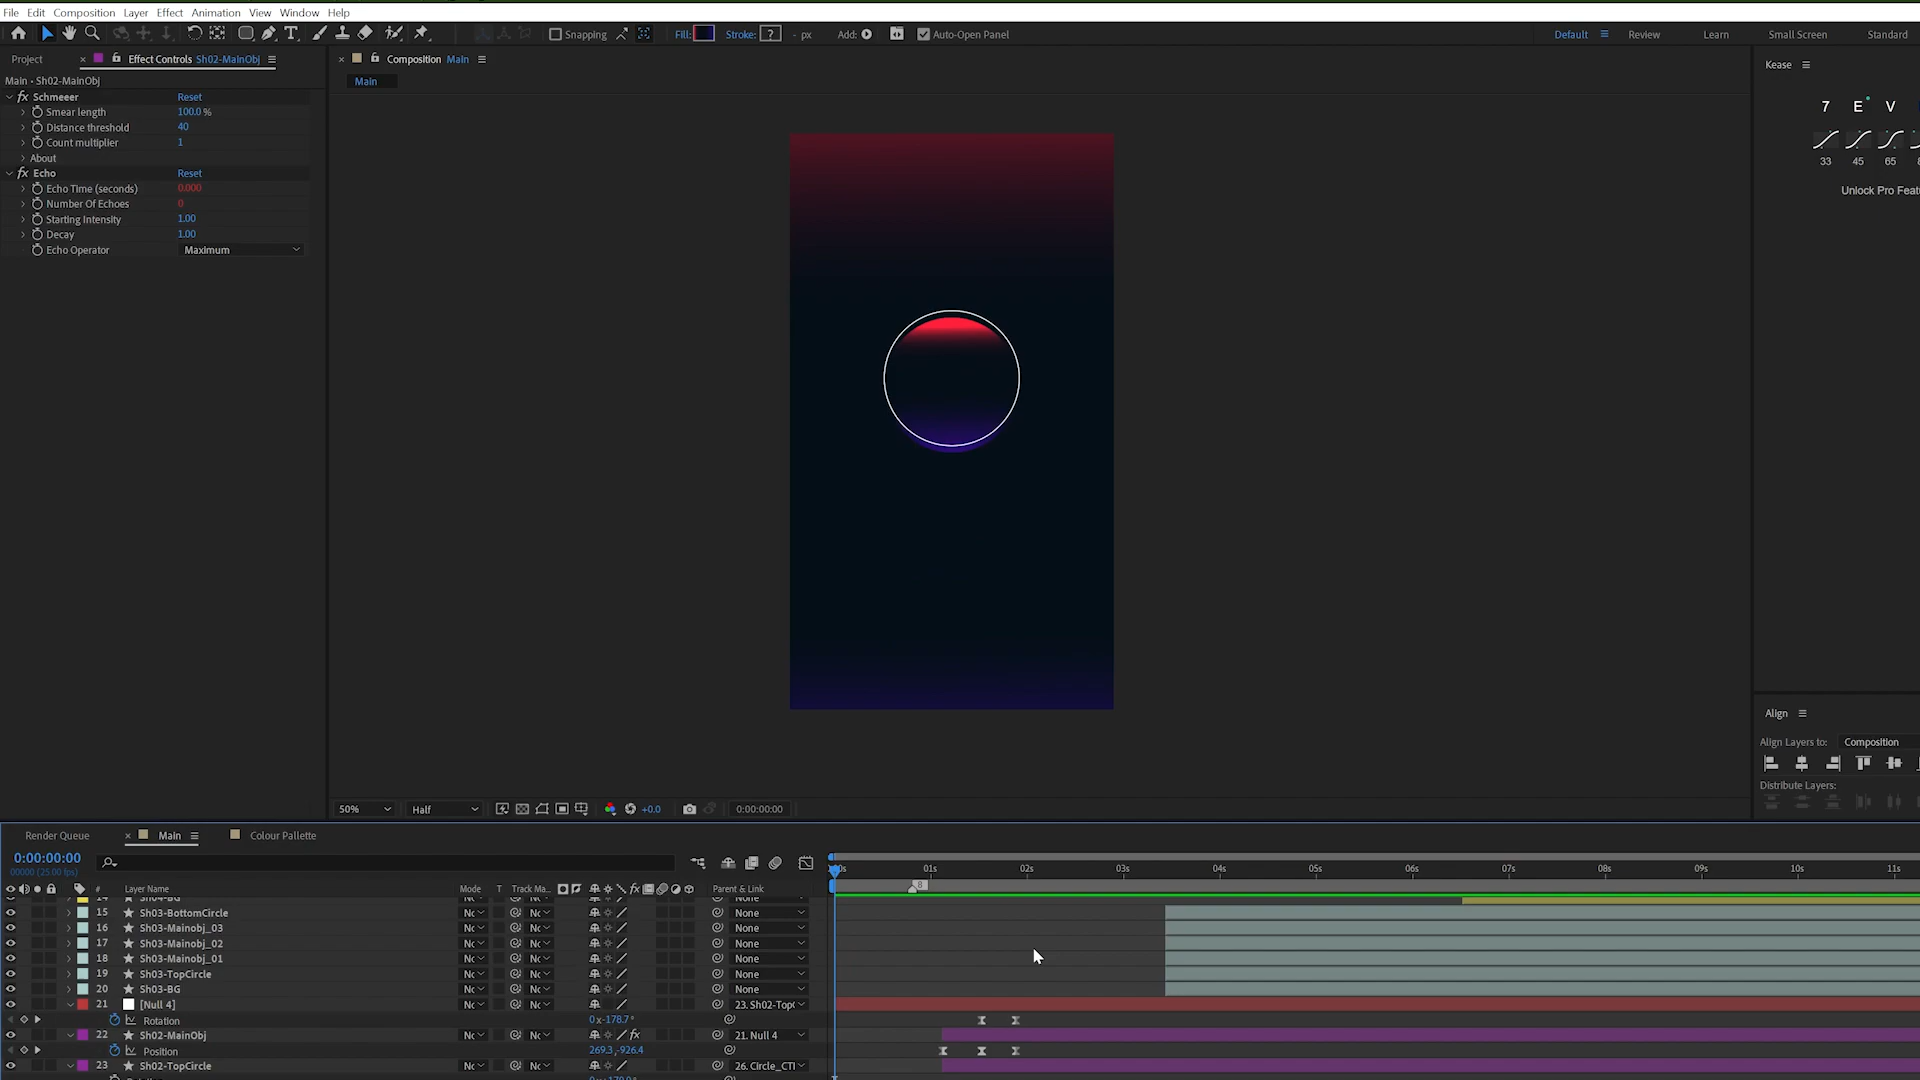 File Edit Composition Layer Effect Animation View Window Help
Snapping Fill: Stroke: ? - px Add: Auto-Open Panel Default Review Learn Small Screen Standard
Project × Effect Controls Sh02-MainObj × Composition Main Kease
Main • Sh02-MainObj Main
fx Schmeeer Reset
Smear length 100.0 %
Distance threshold 40
Count multiplier 1
About
fx Echo Reset
Echo Time (seconds) 0.000
Number Of Echoes 0
Starting Intensity 1.00
Decay 1.00
Echo Operator Maximum
7 E V
33 45 65
Unlock Pro Feat
Align
Align Layers to: Composition
Distribute Layers:
50% Half +0.0 0:00:00:00
Render Queue × Main Colour Pallette
0:00:00:00
00000 (25.00 fps)
01s 02s 03s 04s 05s 06s 07s 08s 09s 10s 11s
8
# Layer Name Mode T Track Ma... fx Parent & Link
14 Sh04-BG None
15 Sh03-BottomCircle Nc Nc None
16 Sh03-Mainobj_03 Nc Nc None
17 Sh03-Mainobj_02 Nc Nc None
18 Sh03-Mainobj_01 Nc Nc None
19 Sh03-TopCircle Nc Nc None
20 Sh03-BG Nc Nc None
21 [Null 4] Nc Nc 23. Sh02-Top
Rotation 0x-178.7°
22 Sh02-MainObj Nc Nc fx 21. Null 4
Position 269.3,-926.4
23 Sh02-TopCircle Nc Nc 26. Circle_CTI